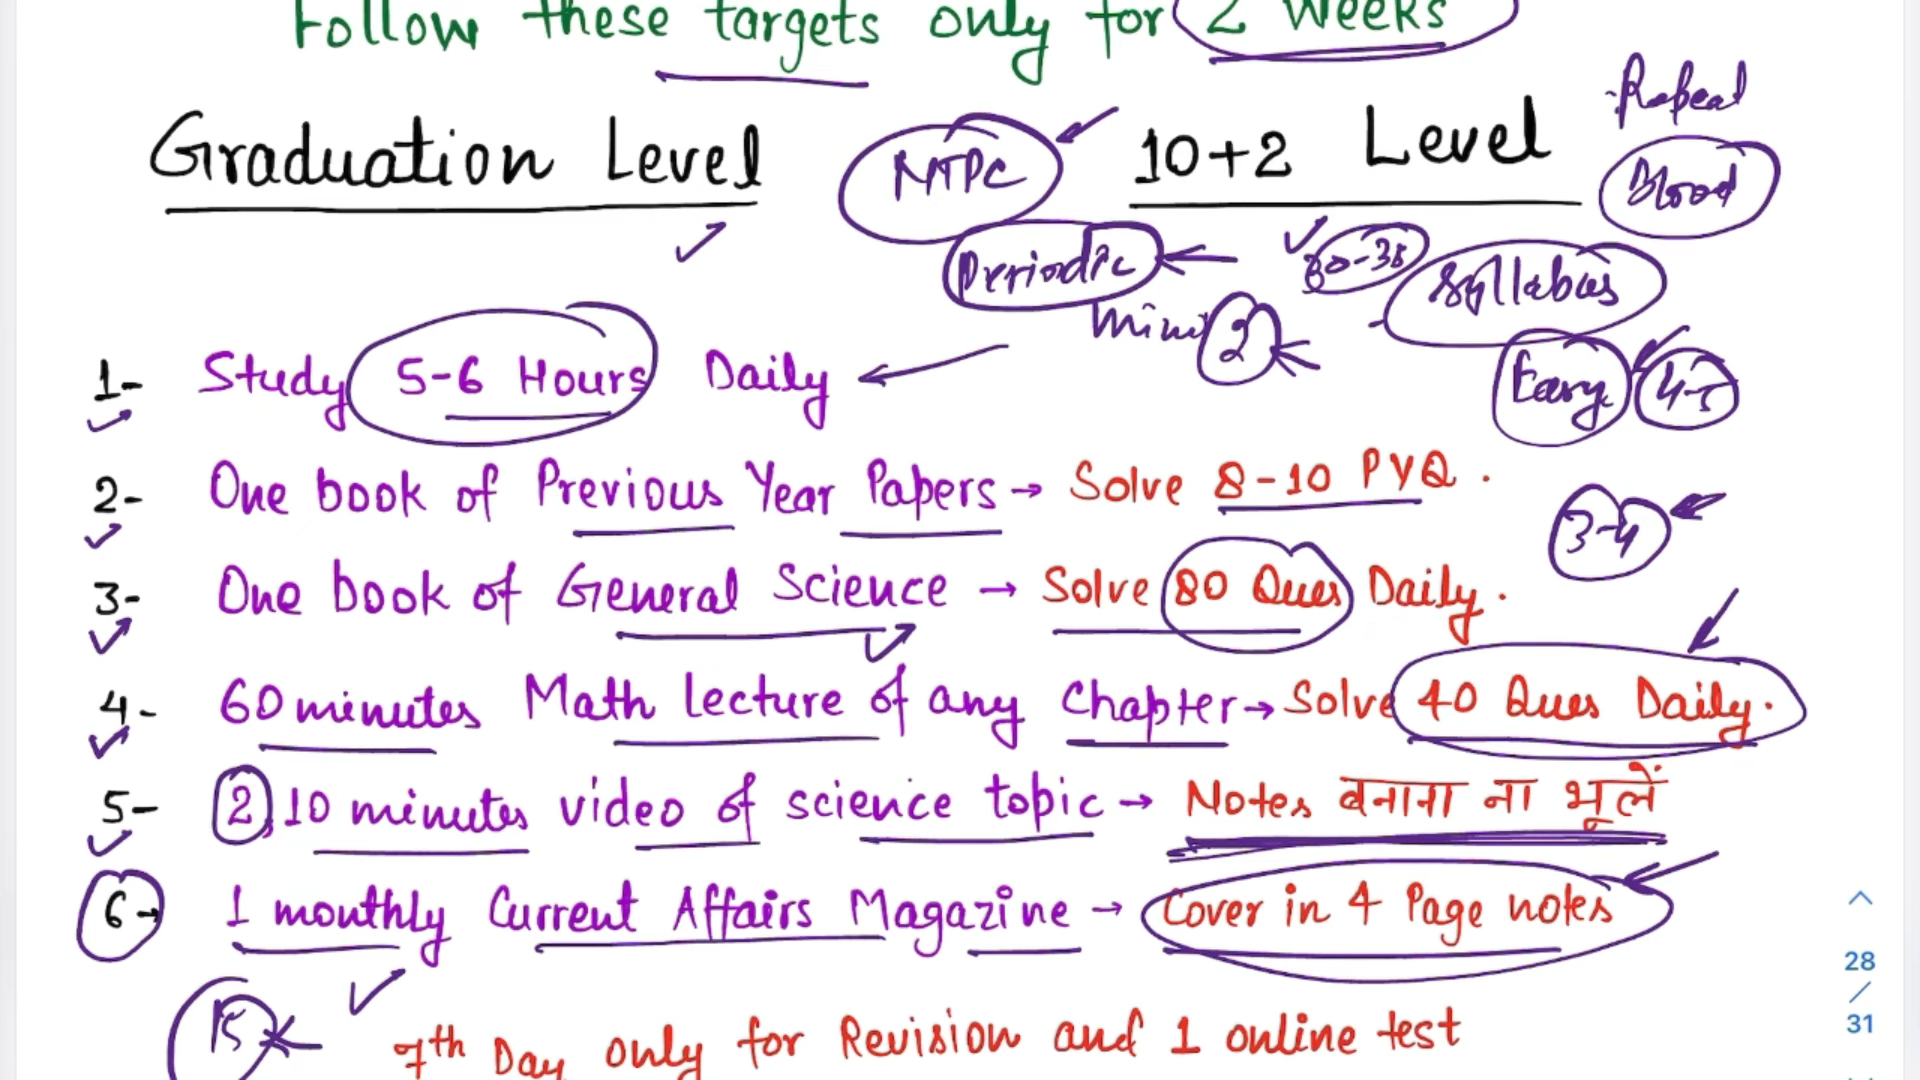 Follow these targets only for 2 Weeks
Repeat
Graduation Level
NTPC
10+2 Level
Blood
Periodic
30-35
Syllabus
2
Easy
4-5
1- Study 5-6 Hours Daily
2- One book of Previous Year Papers → Solve 8-10 PYQ.
3-4
3- One book of General Science → Solve 80 Ques Daily.
4- 60 minutes Math lecture of any Chapter → Solve 40 Ques Daily.
5- 2, 10 minutes video of science topic → Notes बनाना ना भूलें
6→ 1 monthly Current Affairs Magazine → Cover in 4 Page notes
28
/
31
15
7th Day only for Revision and 1 online test